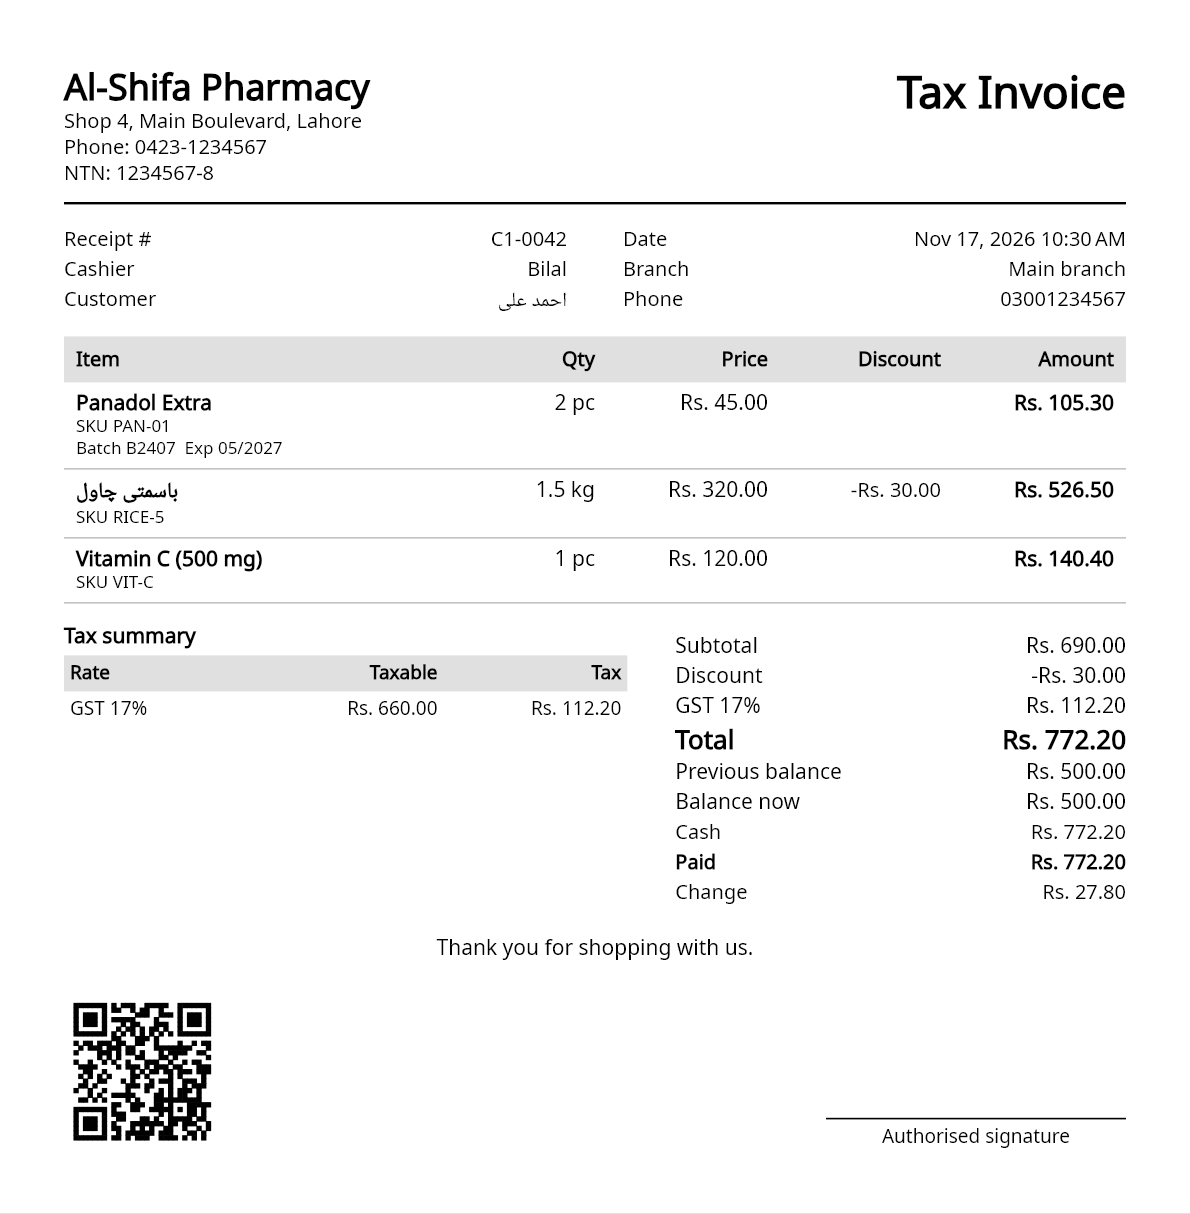 Al-Shifa Pharmacy
Tax Invoice
Shop 4, Main Boulevard, Lahore
Phone: 0423-1234567
NTN: 1234567-8
Receipt # C1-0042 Date Nov 17, 2026 10:30 AM
Cashier Bilal Branch Main branch
Customer احمد علی Phone 03001234567
Item Qty Price Discount Amount
Panadol Extra 2 pc Rs. 45.00 Rs. 105.30
SKU PAN-01
Batch B2407 Exp 05/2027
باسمتی چاول 1.5 kg Rs. 320.00 -Rs. 30.00 Rs. 526.50
SKU RICE-5
Vitamin C (500 mg) 1 pc Rs. 120.00 Rs. 140.40
SKU VIT-C
Tax summary
Rate Taxable Tax
GST 17% Rs. 660.00 Rs. 112.20
Subtotal Rs. 690.00
Discount -Rs. 30.00
GST 17% Rs. 112.20
Total Rs. 772.20
Previous balance Rs. 500.00
Balance now Rs. 500.00
Cash Rs. 772.20
Paid Rs. 772.20
Change Rs. 27.80
Thank you for shopping with us.
Authorised signature